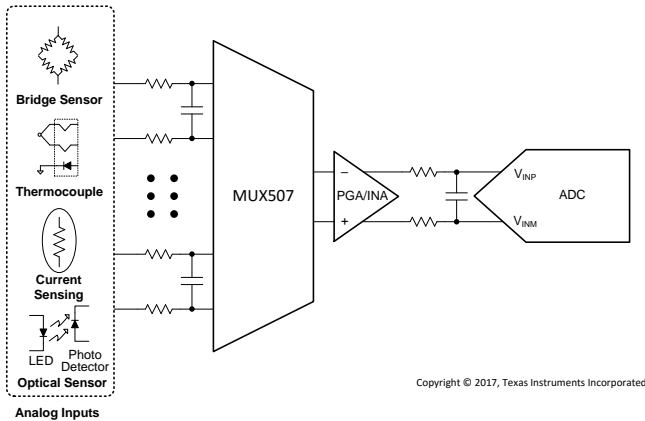 Bridge Sensor
Thermocouple
Current
Sensing
LED
Photo
Detector
Optical Sensor
Analog Inputs
MUX507
−
PGA/INA
+
VINP
VINM
ADC
Copyright © 2017, Texas Instruments Incorporated